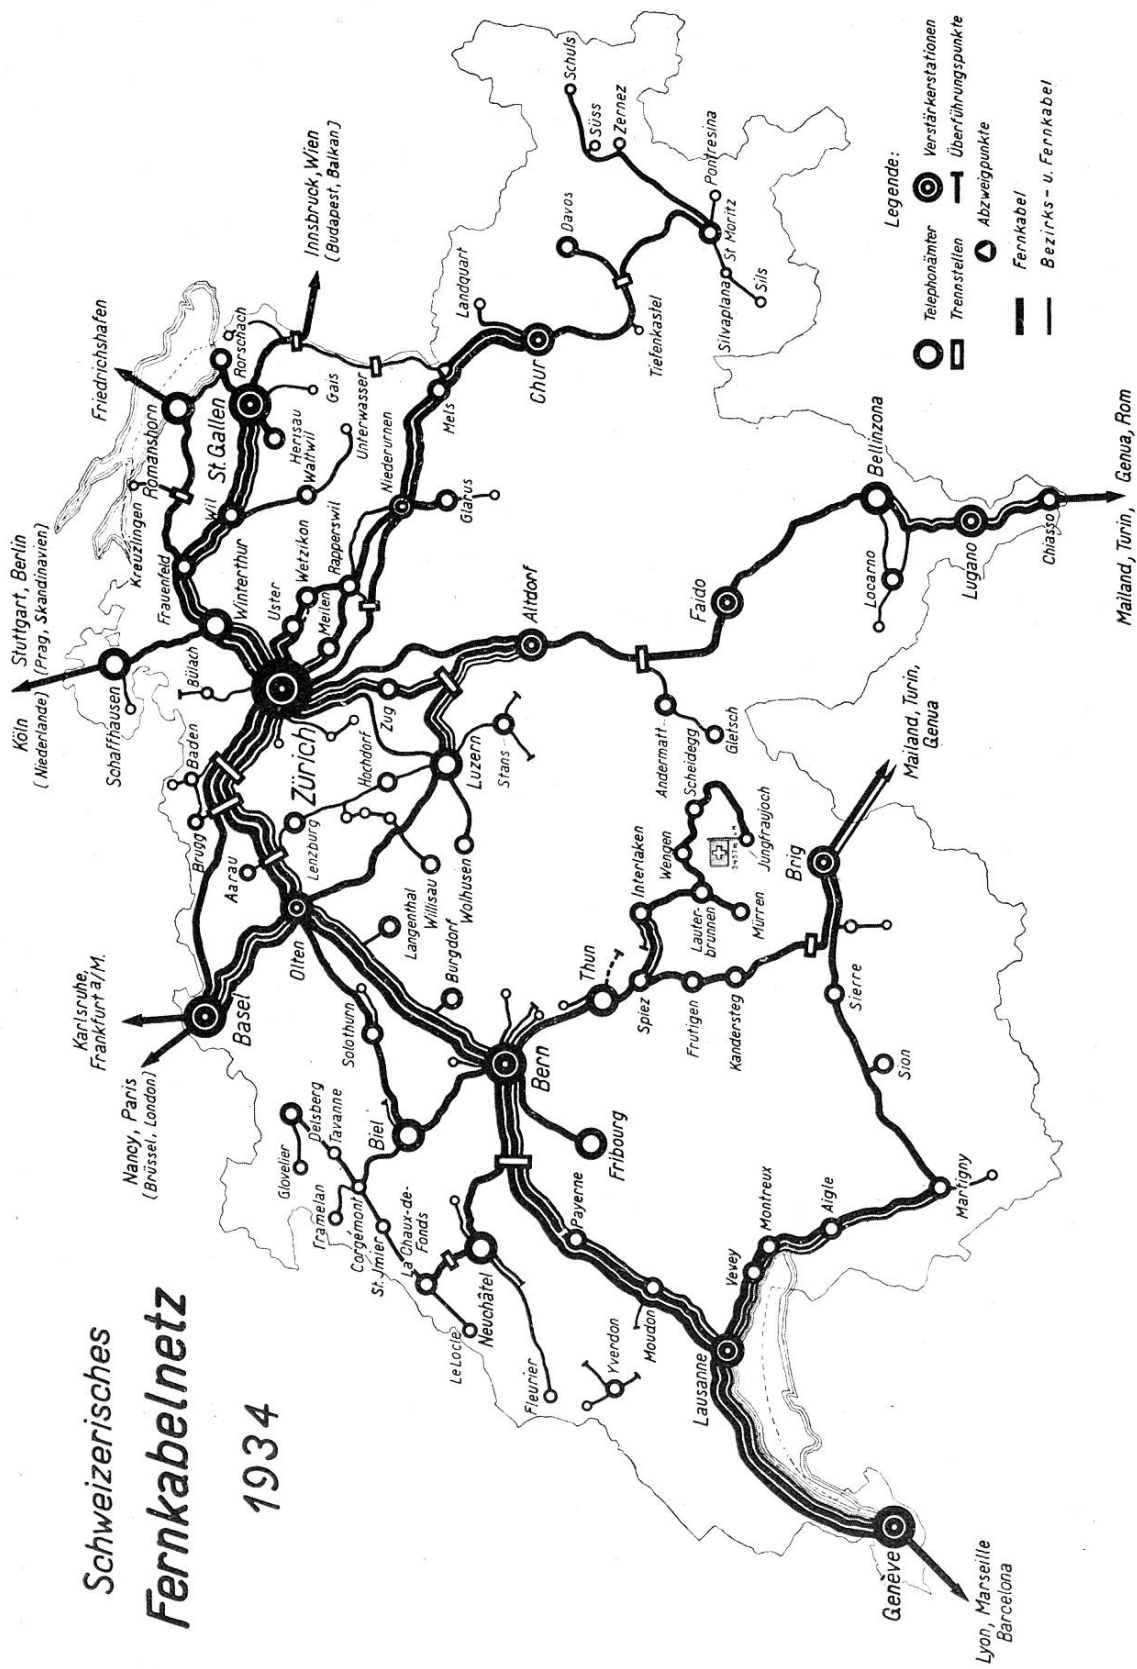 Schweizerisches
Fernkabelnetz
1934
Köln
(Niederlande)
Stuttgart, Berlin
(Prag, Skandinavien)
Karlsruhe,
Frankfurt a/M.
Nancy, Paris
(Brüssel, London)
Friedrichshafen
Innsbruck, Wien
(Budapest, Balkan)
Schaffhausen
Kreuzlingen
Romanshorn
Rorschach
Frauenfeld
Winterthur
Wil
St. Gallen
Herisau
Gais
Wattwil
Unterwasser
Bülach
Uster
Wetzikon
Meilen
Rapperswil
Niederurnen
Glarus
Mels
Landquart
Chur
Davos
Tiefenkastel
Schuls
Süss
Zernez
Pontresina
St Moritz
Silvaplana
Sils
Basel
Brugg
Baden
Zürich
Aarau
Lenzburg
Hochdorf
Zug
Olten
Luzern
Stans
Altdorf
Langenthal
Willisau
Wolhusen
Burgdorf
Solothurn
Delsberg
Glovelier
Tavanne
Tramelan
Corgémont
St. Jmier
Biel
La Chaux-de-
Fonds
Le Locle
Neuchâtel
Fleurier
Bern
Fribourg
Thun
Spiez
Interlaken
Wengen
Scheidegg
Jungfraujoch
Lauter-
brunnen
Mürren
Frutigen
Kandersteg
Andermatt
Gletsch
Faido
Bellinzona
Locarno
Lugano
Chiasso
Mailand, Turin, Genua, Rom
Brig
Mailand, Turin,
Genua
Sierre
Sion
Martigny
Aigle
Montreux
Vevey
Payerne
Moudon
Yverdon
Lausanne
Genève
Lyon, Marseille
Barcelona
Legende:
Telephonämter
Verstärkerstationen
Trennstellen
Überführungspunkte
Abzweigpunkte
Fernkabel
Bezirks- u. Fernkabel